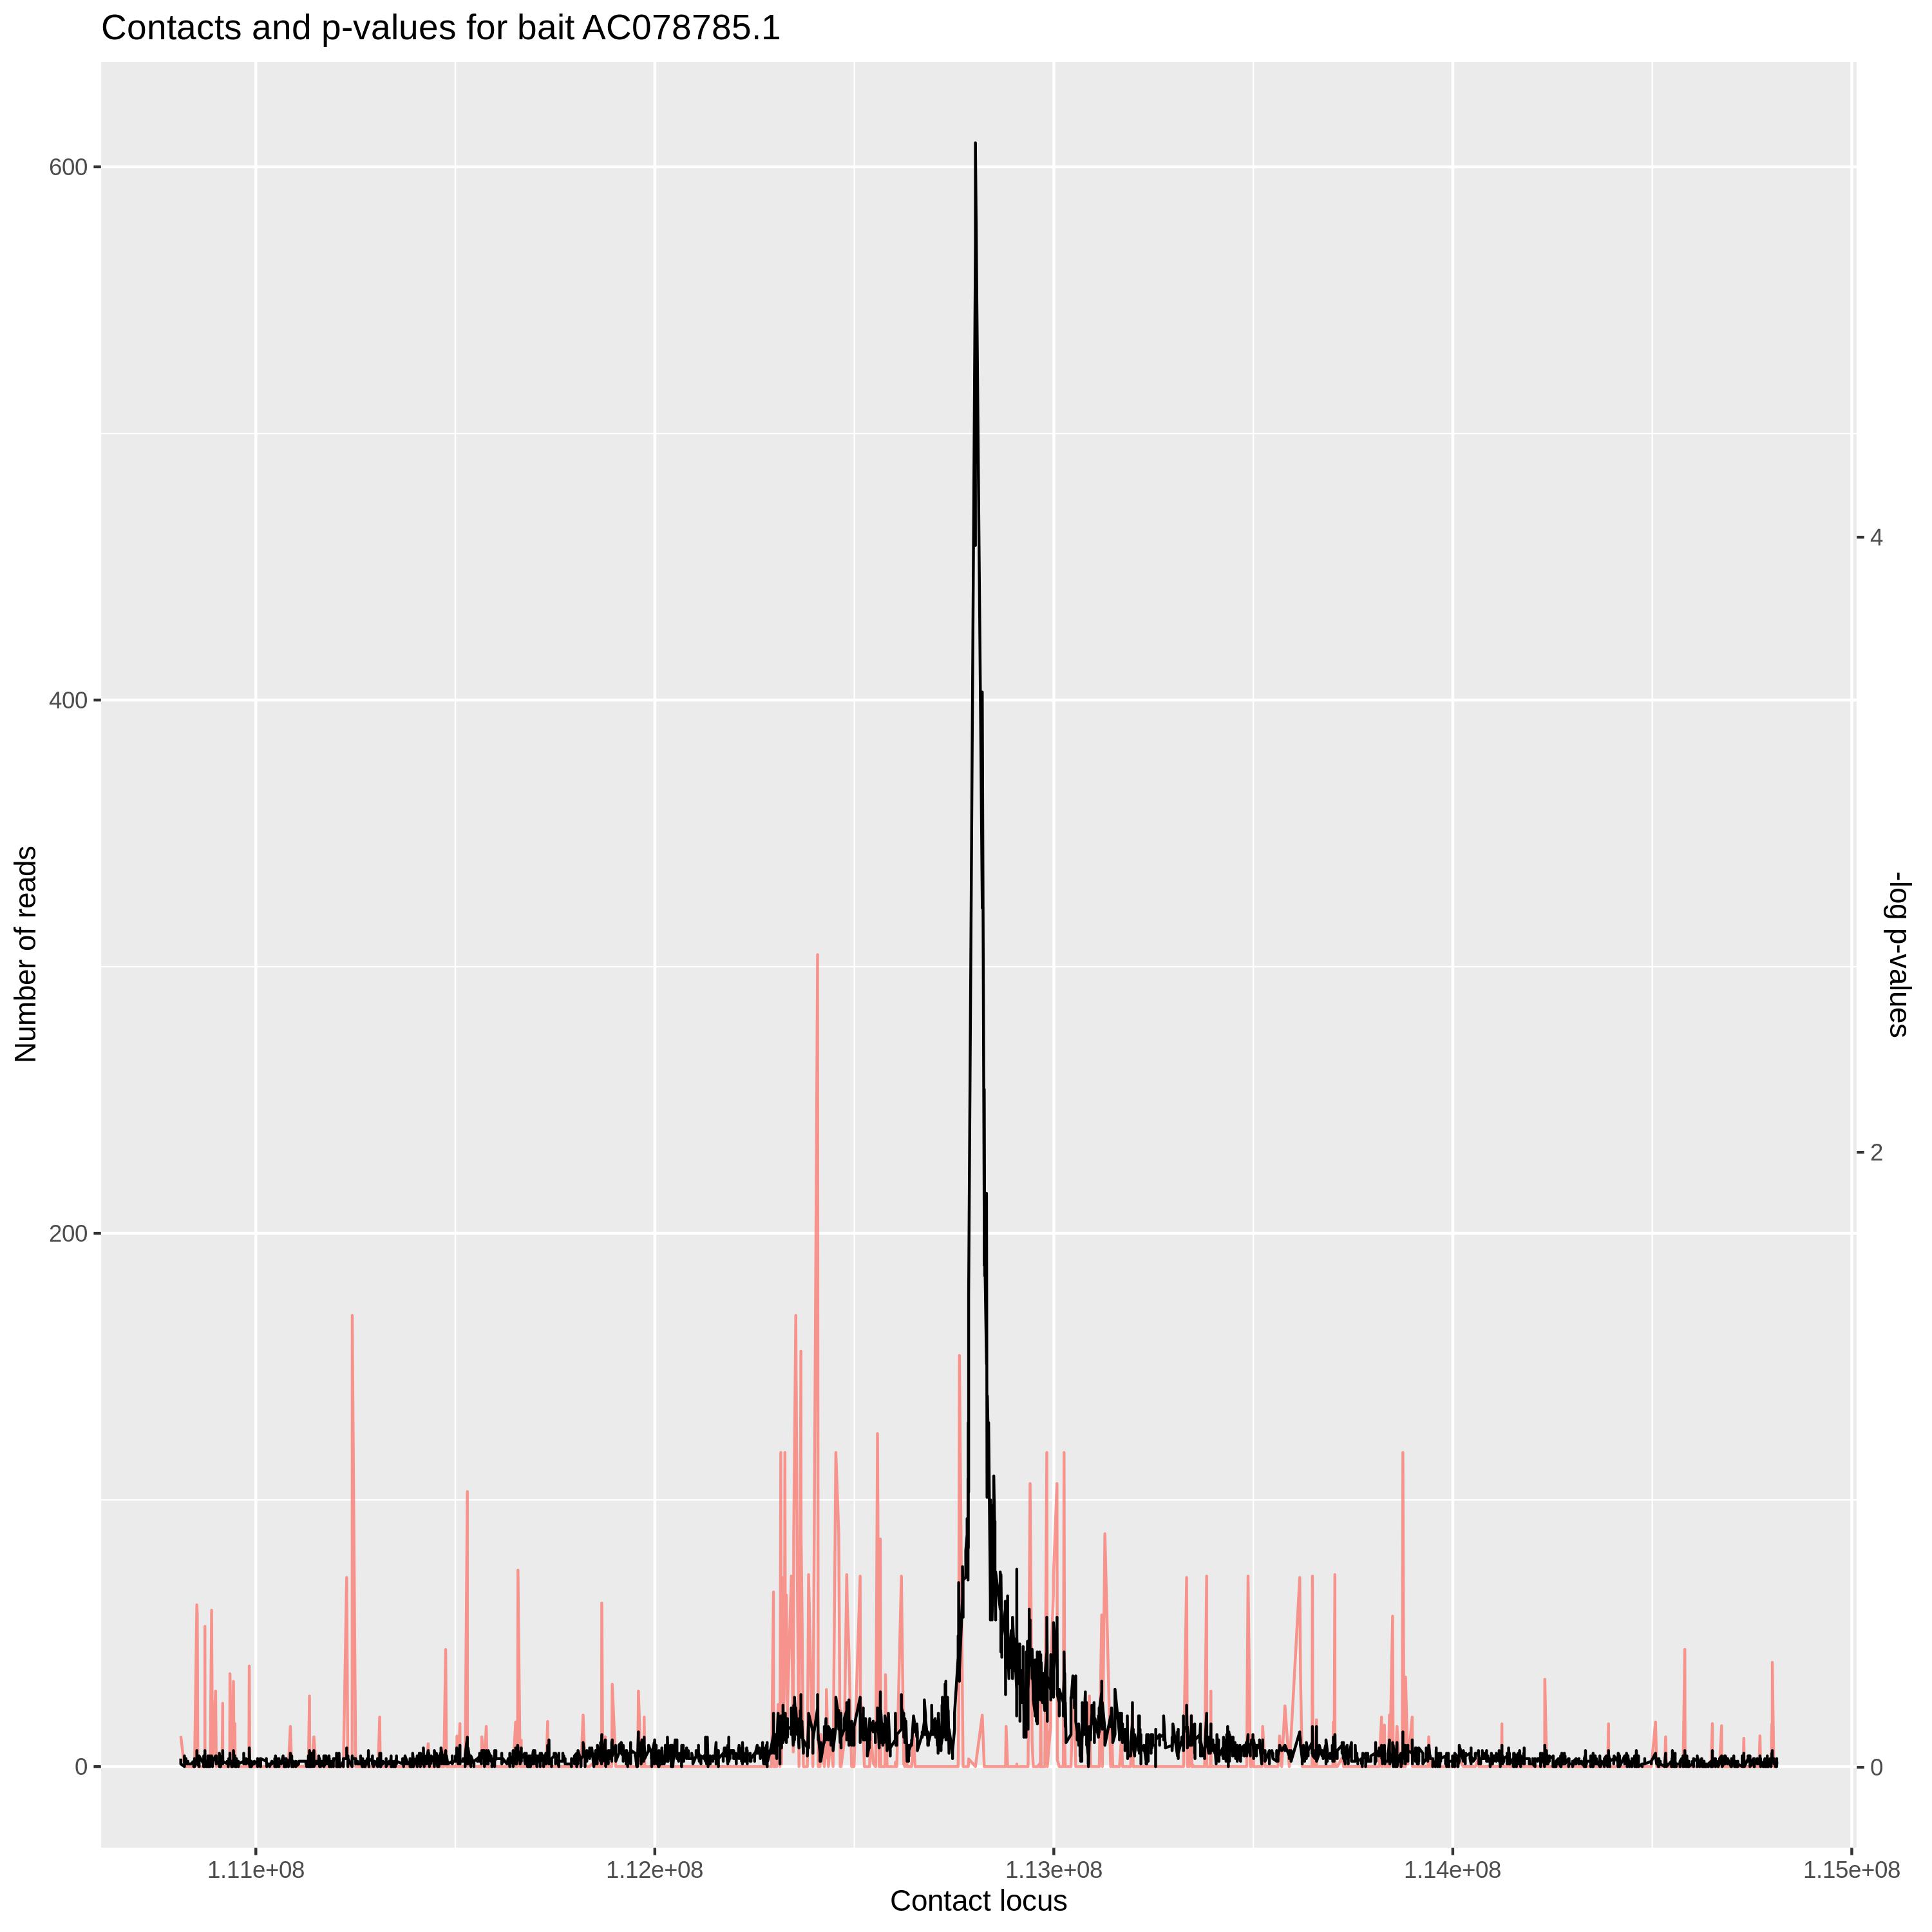 Contacts and p-values for bait AC078785.1
600
400
200
0
Number of reads
4
2
0
-log p-values
1.11e+08
1.12e+08
1.13e+08
1.14e+08
1.15e+08
Contact locus